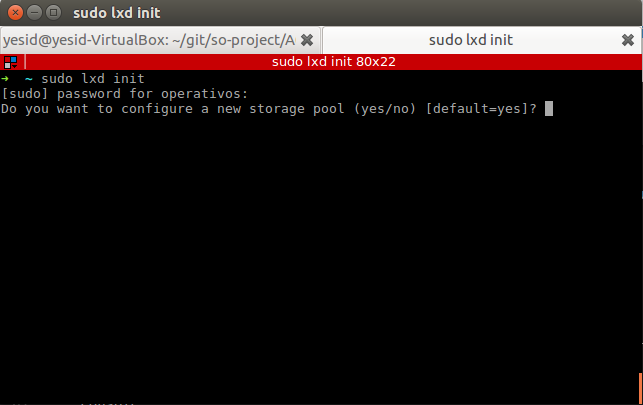 sudo lxd init
yesid@yesid-VirtualBox: ~/git/so-project/A
sudo lxd init
sudo lxd init 80x22
➜ ~ sudo lxd init
[sudo] password for operativos:
Do you want to configure a new storage pool (yes/no) [default=yes]?